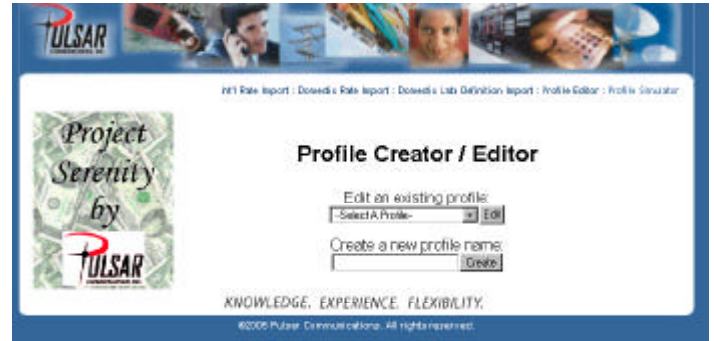 PULSAR
Int'l Rate Import : Domestic Rate Import : Domestic Lata Definition Import : Profile Editor : Profile Simulator
Project
Serenity
by
PULSAR
Profile Creator / Editor
Edit an existing profile:
-Select A Profile- Edit
Create a new profile name:
Create
KNOWLEDGE. EXPERIENCE. FLEXIBILITY.
©2005 Pulsar Communications. All rights reserved.